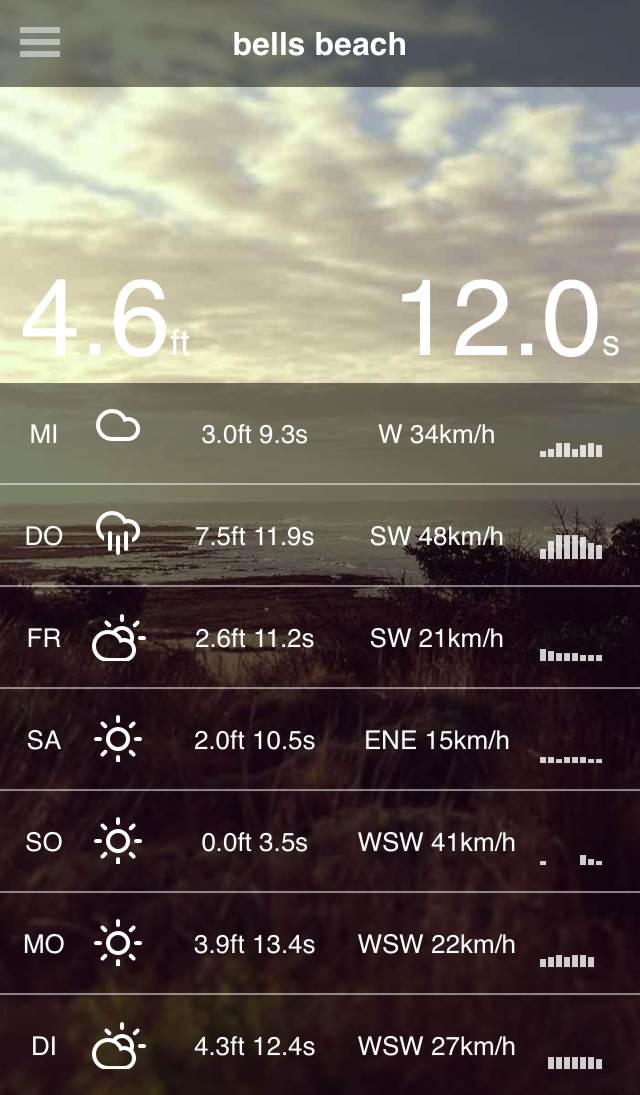 bells beach
4.6ft 12.0s
MI 3.0ft 9.3s W 34km/h
DO 7.5ft 11.9s SW 48km/h
FR 2.6ft 11.2s SW 21km/h
SA 2.0ft 10.5s ENE 15km/h
SO 0.0ft 3.5s WSW 41km/h
MO 3.9ft 13.4s WSW 22km/h
DI 4.3ft 12.4s WSW 27km/h